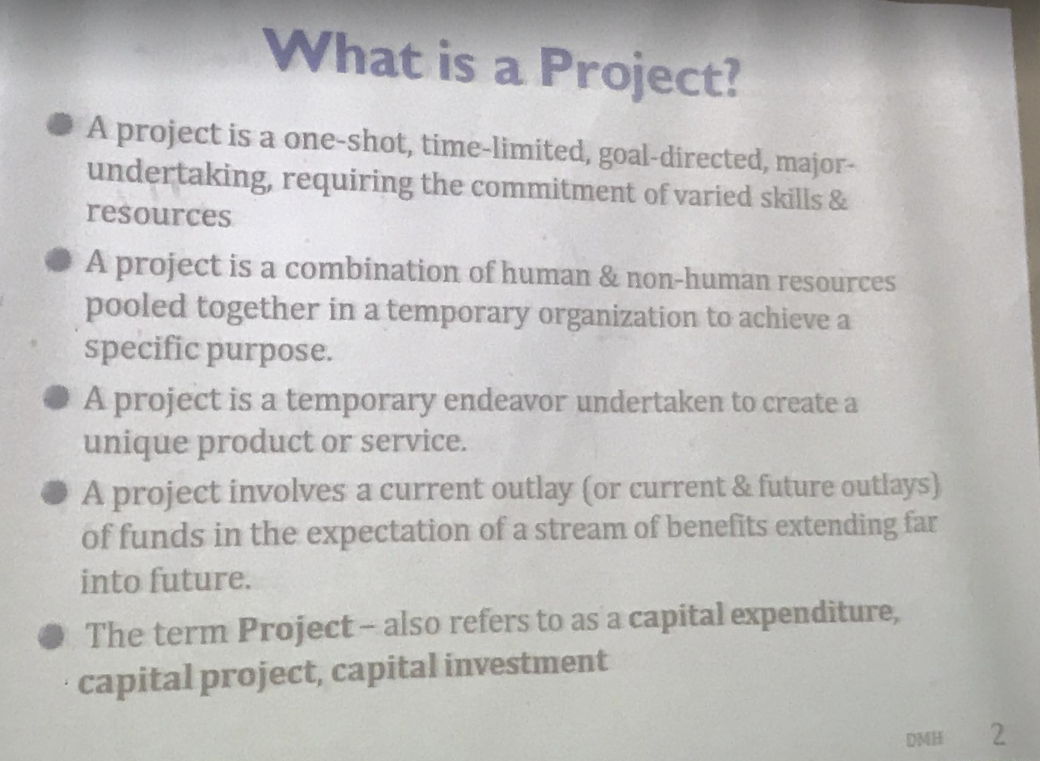 What is a Project?
A project is a one-shot, time-limited, goal-directed, major-
undertaking, requiring the commitment of varied skills &
resources
A project is a combination of human & non-human resources
pooled together in a temporary organization to achieve a
specific purpose.
A project is a temporary endeavor undertaken to create a
unique product or service.
A project involves a current outlay (or current & future outlays)
of funds in the expectation of a stream of benefits extending far
into future.
The term Project – also refers to as a capital expenditure,
capital project, capital investment
DMH 2